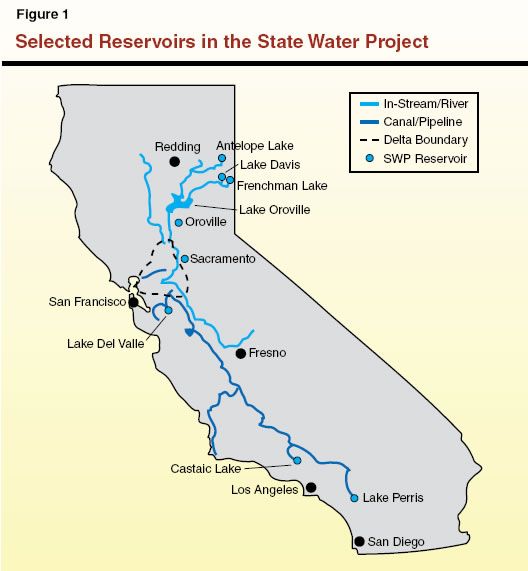 Figure 1
Selected Reservoirs in the State Water Project
In-Stream/River
Canal/Pipeline
Delta Boundary
SWP Reservoir
Redding
Antelope Lake
Lake Davis
Frenchman Lake
Lake Oroville
Oroville
Sacramento
San Francisco
Lake Del Valle
Fresno
Castaic Lake
Los Angeles
Lake Perris
San Diego